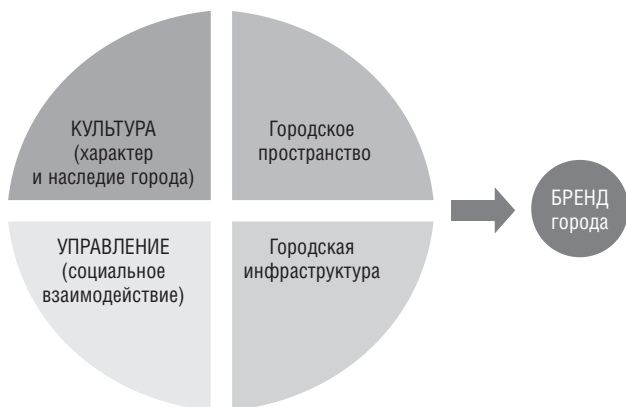 КУЛЬТУРА
(характер
и наследие города)
Городское
пространство
УПРАВЛЕНИЕ
(социальное
взаимодействие)
Городская
инфраструктура
БРЕНД
города